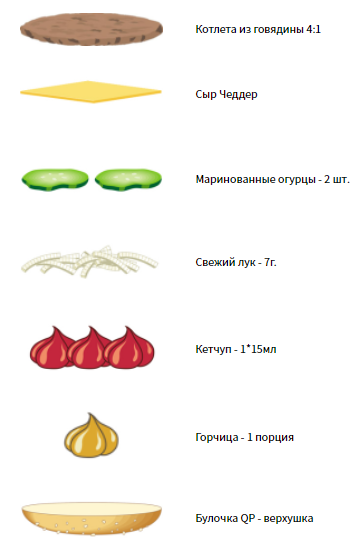 Котлета из говядины 4:1
Сыр Чеддер
Маринованные огурцы - 2 шт.
Свежий лук - 7г.
Кетчуп - 1*15мл
Горчица - 1 порция
Булочка QP - верхушка